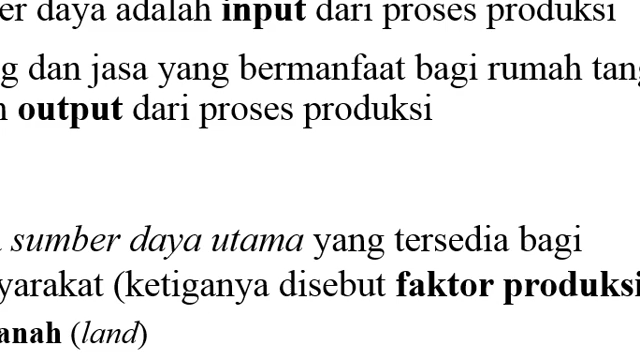 er daya adalah input dari proses produksi
g dan jasa yang bermanfaat bagi rumah tang
n output dari proses produksi
a sumber daya utama yang tersedia bagi
yarakat (ketiganya disebut faktor produksi
anah (land)